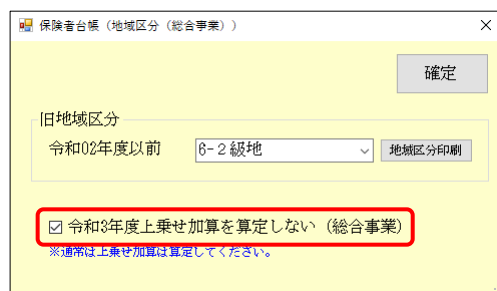 保険者台帳（地域区分（総合事業））
確定
旧地域区分
令和02年度以前 6-2級地 地域区分印刷
令和3年度上乗せ加算を算定しない（総合事業）
※通常は上乗せ加算は算定してください。